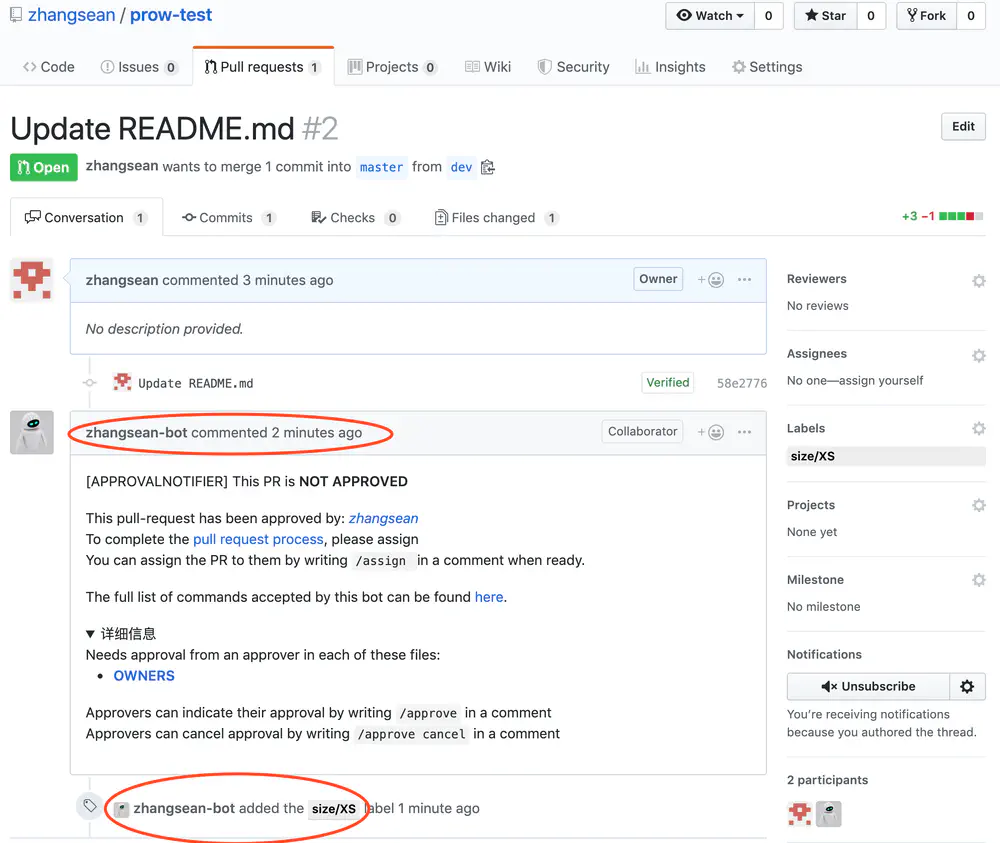 zhangsean / prow-test
Watch 0 Star 0 Fork 0
Code Issues 0 Pull requests 1 Projects 0 Wiki Security Insights Settings
Update README.md #2
Edit
Open zhangsean wants to merge 1 commit into master from dev
Conversation 1 Commits 1 Checks 0 Files changed 1 +3 −1
zhangsean commented 3 minutes ago Owner
No description provided.
Update README.md Verified 58e2776
zhangsean-bot commented 2 minutes ago Collaborator
[APPROVALNOTIFIER] This PR is NOT APPROVED
This pull-request has been approved by: zhangsean
To complete the pull request process, please assign
You can assign the PR to them by writing /assign in a comment when ready.
The full list of commands accepted by this bot can be found here.
▼ 详细信息
Needs approval from an approver in each of these files:
• OWNERS
Approvers can indicate their approval by writing /approve in a comment
Approvers can cancel approval by writing /approve cancel in a comment
zhangsean-bot added the size/XS label 1 minute ago
Reviewers
No reviews
Assignees
No one—assign yourself
Labels
size/XS
Projects
None yet
Milestone
No milestone
Notifications
Unsubscribe
You're receiving notifications
because you authored the thread.
2 participants